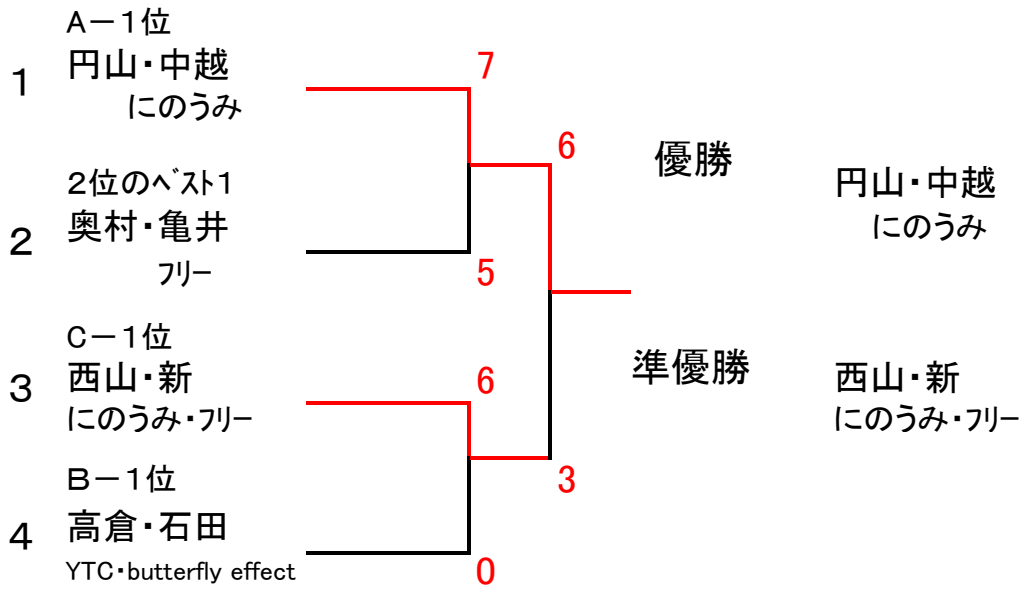 A－1位
1
円山・中越
にのうみ
7
2位のﾍﾞｽﾄ1
2
奥村・亀井
ﾌﾘｰ
5
6
優勝
円山・中越
にのうみ
C－1位
3
西山・新
にのうみ・ﾌﾘｰ
6
B－1位
4
高倉・石田
YTC・butterfly effect
0
3
準優勝
西山・新
にのうみ・ﾌﾘｰ